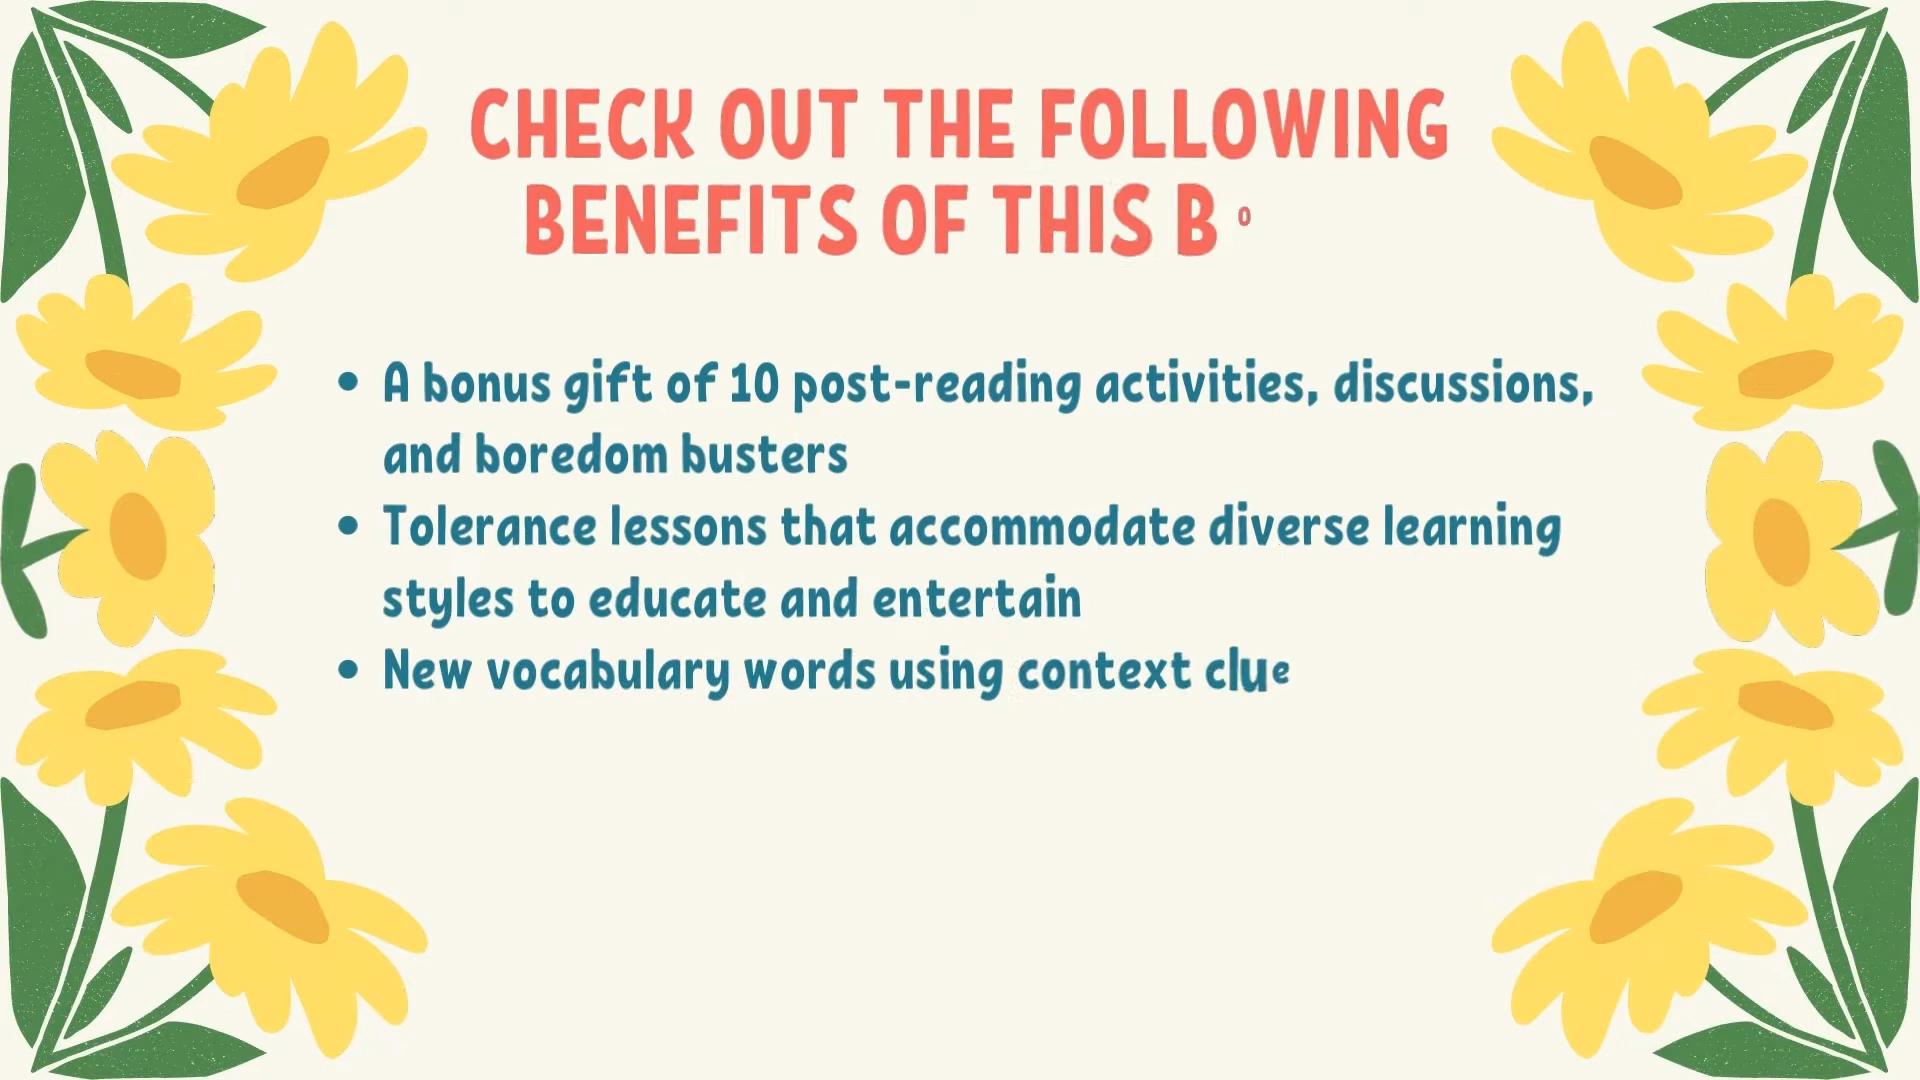 CHECK OUT THE FOLLOWING
BENEFITS OF THIS BO
• A bonus gift of 10 post-reading activities, discussions,
and boredom busters
• Tolerance lessons that accommodate diverse learning
styles to educate and entertain
• New vocabulary words using context clue